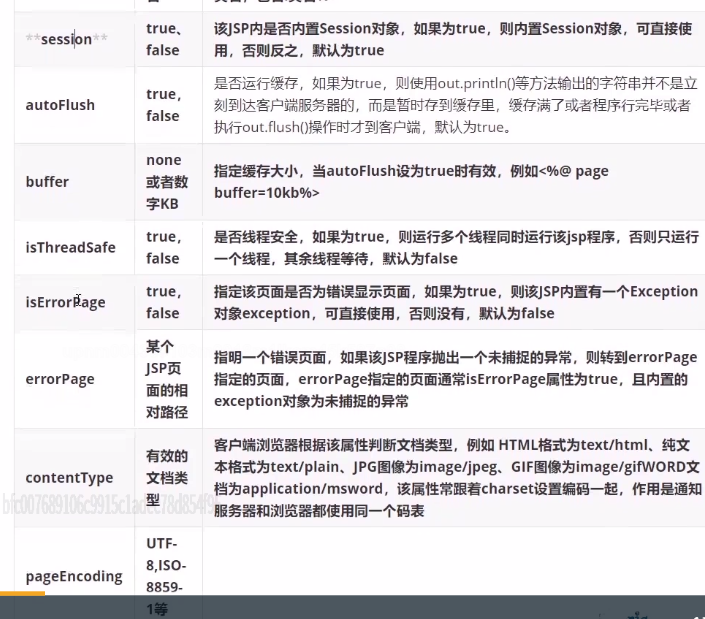 **session**
true、
false
该JSP内是否内置Session对象，如果为true，则内置Session对象，可直接使
用，否则反之，默认为true
autoFlush
true，
false
是否运行缓存，如果为true，则使用out.println()等方法输出的字符串并不是立
刻到达客户端服务器的，而是暂时存到缓存里，缓存满了或者程序行完毕或者
执行out.flush()操作时才到客户端，默认为true。
buffer
none
或者数
字KB
指定缓存大小，当autoFlush设为true时有效，例如<%@ page
buffer=10kb%>
isThreadSafe
true，
false
是否线程安全，如果为true，则运行多个线程同时运行该jsp程序，否则只运行
一个线程，其余线程等待，默认为false
isErrorPage
true，
false
指定该页面是否为错误显示页面，如果为true，则该JSP内置有一个Exception
对象exception，可直接使用，否则没有，默认为false
errorPage
某个
JSP页
面的相
对路径
指明一个错误页面，如果该JSP程序抛出一个未捕捉的异常，则转到errorPage
指定的页面，errorPage指定的页面通常isErrorPage属性为true，且内置的
exception对象为未捕捉的异常
contentType
有效的
文档类
型
客户端浏览器根据该属性判断文档类型，例如 HTML格式为text/html、纯文
本格式为text/plain、JPG图像为image/jpeg、GIF图像为image/gifWORD文
档为application/msword，该属性常跟着charset设置编码一起，作用是通知
服务器和浏览器都使用同一个码表
pageEncoding
UTF-
8,ISO-
8859-
1等